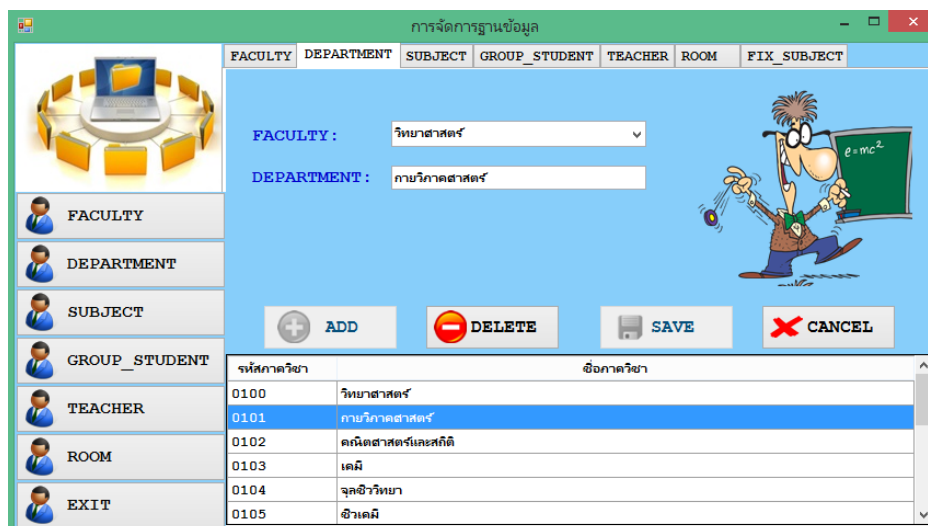 การจัดการฐานข้อมูล
FACULTY DEPARTMENT SUBJECT GROUP_STUDENT TEACHER ROOM FIX_SUBJECT
FACULTY: วิทยาศาสตร์
DEPARTMENT: กายวิภาคศาสตร์
e=mc²
FACULTY
DEPARTMENT
SUBJECT
GROUP_STUDENT
TEACHER
ROOM
EXIT
ADD DELETE SAVE CANCEL
รหัสภาควิชา ชื่อภาควิชา
0100 วิทยาศาสตร์
0101 กายวิภาคศาสตร์
0102 คณิตศาสตร์และสถิติ
0103 เคมี
0104 จุลชีววิทยา
0105 ชีวเคมี